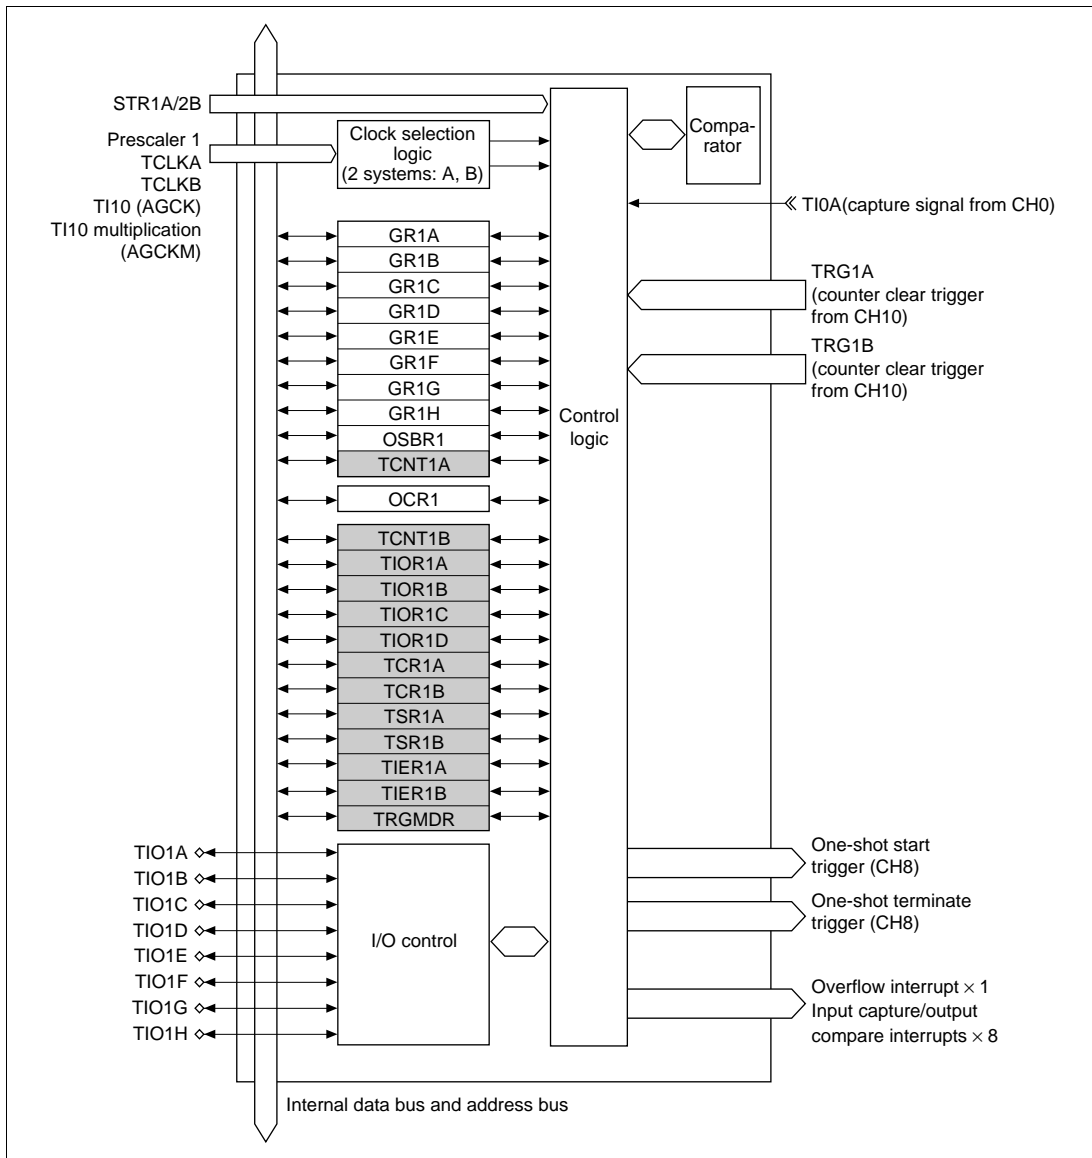 STR1A/2B
Prescaler 1
TCLKA
TCLKB
TI10 (AGCK)
TI10 multiplication
(AGCKM)
Clock selection
logic
(2 systems: A, B)
Compa-
rator
TI0A(capture signal from CH0)
TRG1A
(counter clear trigger
from CH10)
TRG1B
(counter clear trigger
from CH10)
GR1A
GR1B
GR1C
GR1D
GR1E
GR1F
GR1G
GR1H
OSBR1
TCNT1A
OCR1
Control
logic
TCNT1B
TIOR1A
TIOR1B
TIOR1C
TIOR1D
TCR1A
TCR1B
TSR1A
TSR1B
TIER1A
TIER1B
TRGMDR
TIO1A
TIO1B
TIO1C
TIO1D
TIO1E
TIO1F
TIO1G
TIO1H
I/O control
One-shot start
trigger (CH8)
One-shot terminate
trigger (CH8)
Overflow interrupt × 1
Input capture/output
compare interrupts × 8
Internal data bus and address bus